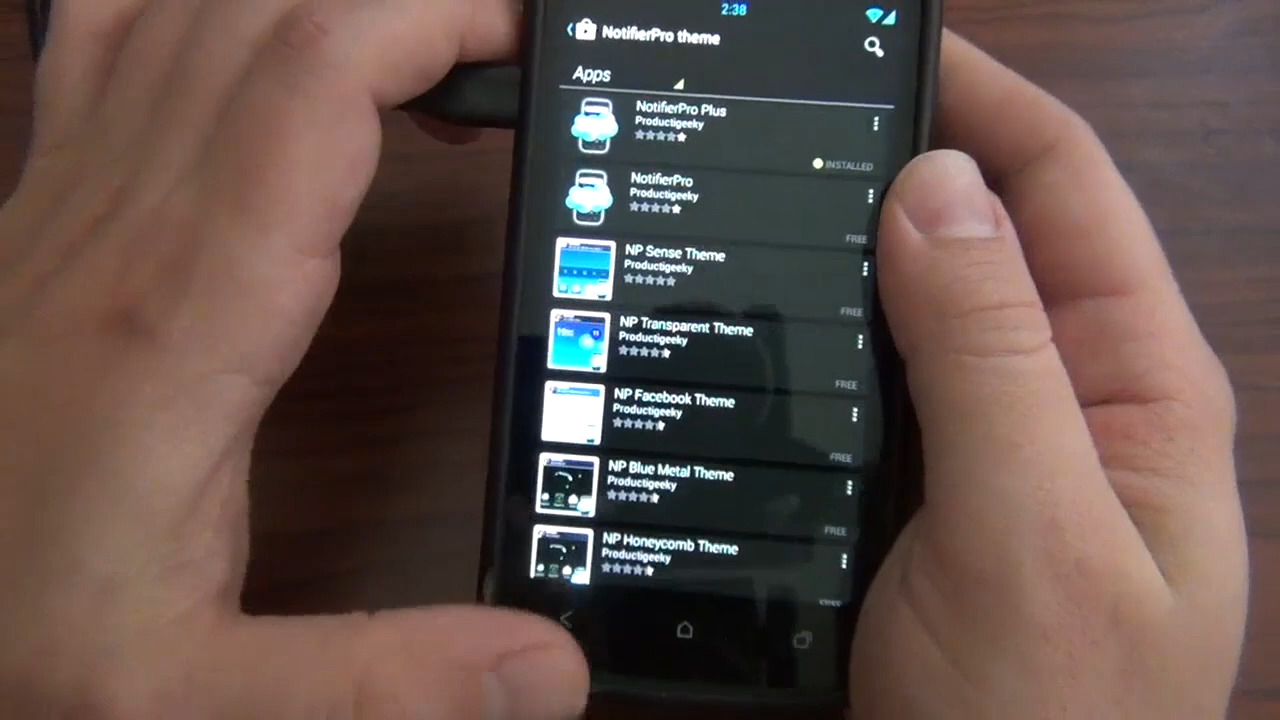 2:38
NotifierPro theme
Apps
NotifierPro Plus
Productigeeky
INSTALLED
NotifierPro
Productigeeky
FREE
NP Sense Theme
Productigeeky
FREE
NP Transparent Theme
Productigeeky
FREE
NP Facebook Theme
Productigeeky
FREE
NP Blue Metal Theme
Productigeeky
FREE
NP Honeycomb Theme
Productigeeky